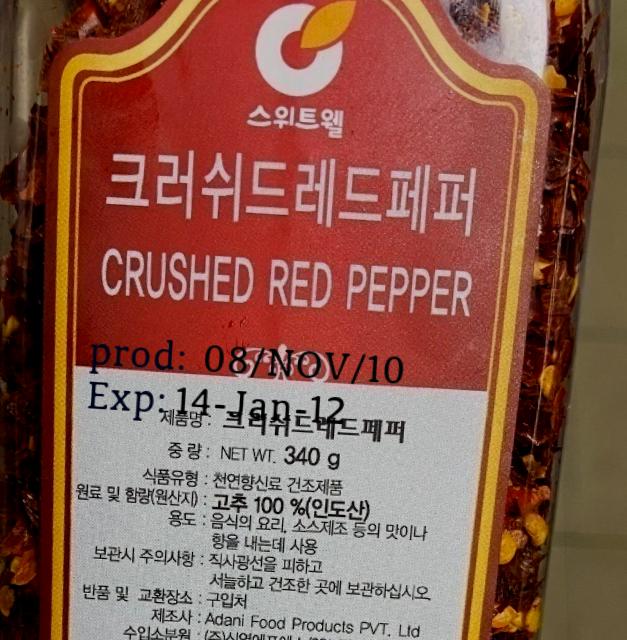 스위트웰
크러쉬드레드페퍼
CRUSHED RED PEPPER
prod: 08/NOV/10
Exp: 14-Jan-12
제품명 : 크러쉬드레드페퍼
중 량 : NET WT. 340 g
식품유형 : 천연향신료 건조제품
원료 및 함량(원산지) : 고추 100 %(인도산)
용도 : 음식의 요리, 소스제조 등의 맛이나
향을 내는데 사용
보관시 주의사항 : 직사광선을 피하고
서늘하고 건조한 곳에 보관하십시오
반품 및 교환장소 : 구입처
제조사 : Adani Food Products PVT. Ltd
수입소분원 :